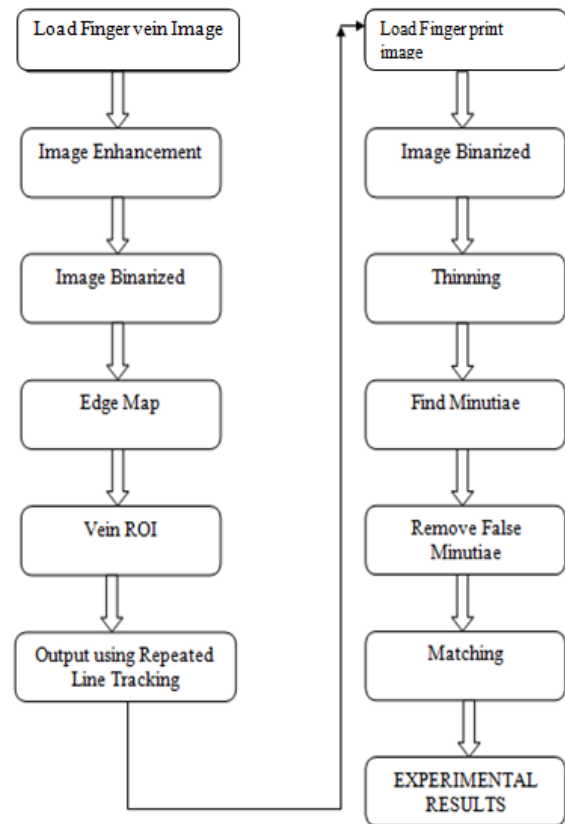 Load Finger vein Image
Image Enhancement
Image Binarized
Edge Map
Vein ROI
Output using Repeated
Line Tracking
Load Finger print
image
Image Binarized
Thinning
Find Minutiae
Remove False
Minutiae
Matching
EXPERIMENTAL
RESULTS